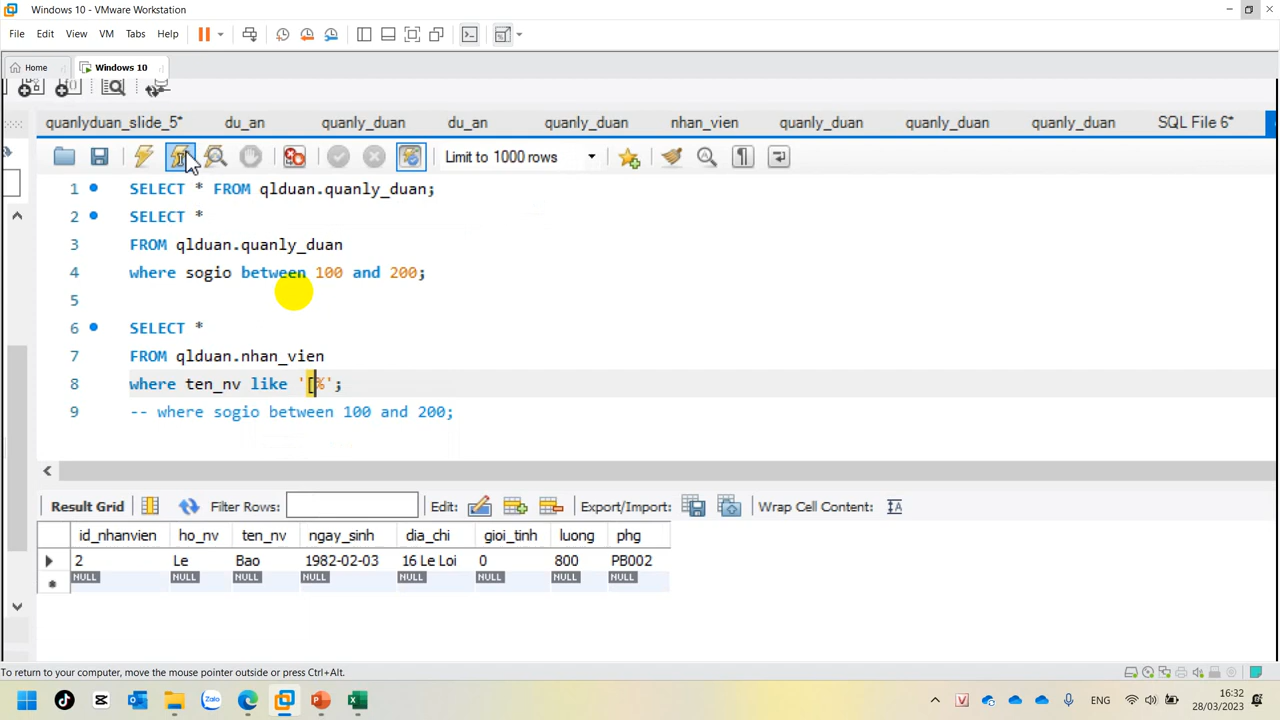 Windows 10 - VMware Workstation
File Edit View VM Tabs Help
Home Windows 10
quanlyduan_slide_5* du_an quanly_duan du_an quanly_duan nhan_vien quanly_duan quanly_duan quanly_duan SQL File 6*
Limit to 1000 rows
1 SELECT * FROM qlduan.quanly_duan;
2 SELECT *
3 FROM qlduan.quanly_duan
4 where sogio between 100 and 200;
5
6 SELECT *
7 FROM qlduan.nhan_vien
8 where ten_nv like '[%';
9 -- where sogio between 100 and 200;
Result Grid Filter Rows: Edit: Export/Import: Wrap Cell Content:
id_nhanvien ho_nv ten_nv ngay_sinh dia_chi gioi_tinh luong phg
2 Le Bao 1982-02-03 16 Le Loi 0 800 PB002
NULL NULL NULL NULL NULL NULL NULL NULL
To return to your computer, move the mouse pointer outside or press Ctrl+Alt.
Zalo ENG 16:32
28/03/2023